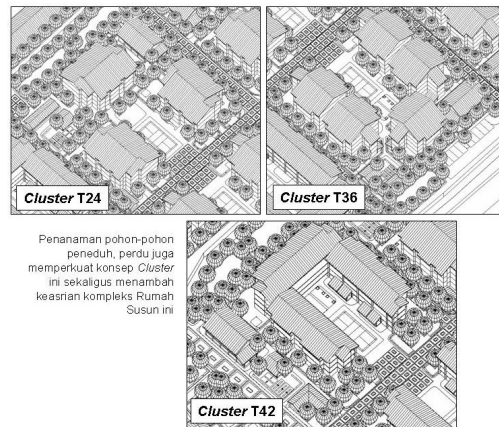 Cluster T24
Cluster T36
Penanaman pohon-pohon
peneduh, perdu juga
memperkuat konsep Cluster
ini sekaligus menambah
keasrian kompleks Rumah
Susun ini
Cluster T42